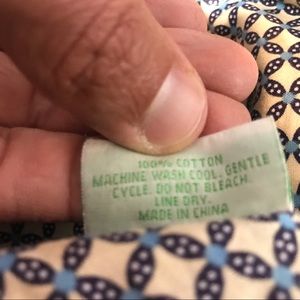 100% COTTON
MACHINE WASH COOL, GENTLE
CYCLE. DO NOT BLEACH.
LINE DRY.
MADE IN CHINA